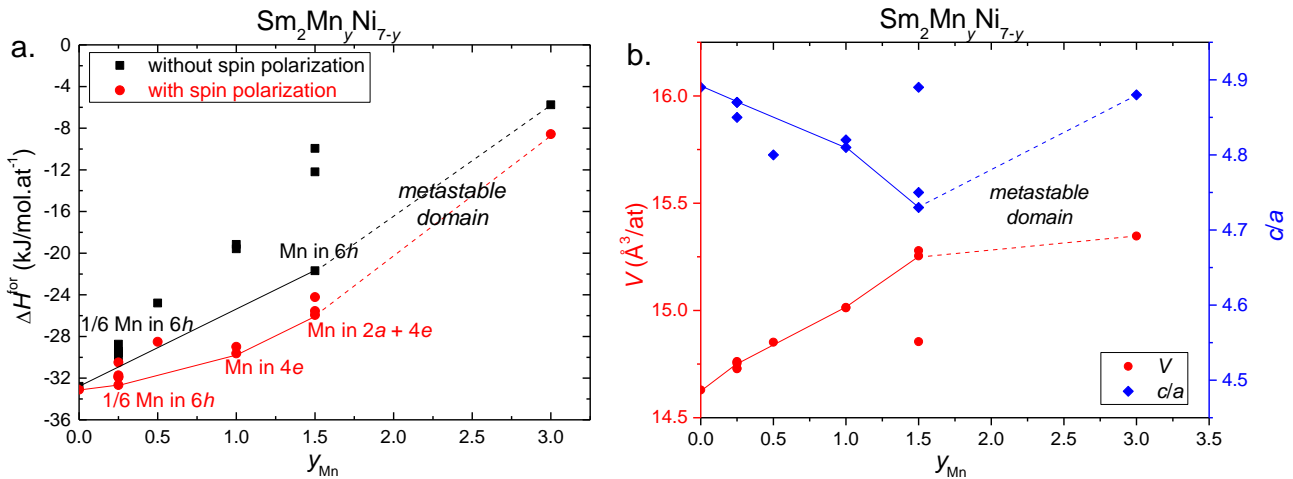 Sm2MnyNi7-y
a.
0
-4
-8
-12
-16
-20
-24
-28
-32
-36
ΔHfor (kJ/mol.at-1)
without spin polarization
with spin polarization
metastable
domain
Mn in 6h
1/6 Mn in 6h
Mn in 2a + 4e
Mn in 4e
1/6 Mn in 6h
0.0 0.5 1.0 1.5 2.0 2.5 3.0
yMn
Sm2MnyNi7-y
b.
16.0
15.5
15.0
14.5
V (Å3/at)
metastable
domain
V
c/a
4.9
4.8
4.7
4.6
4.5
c/a
0.0 0.5 1.0 1.5 2.0 2.5 3.0 3.5
yMn